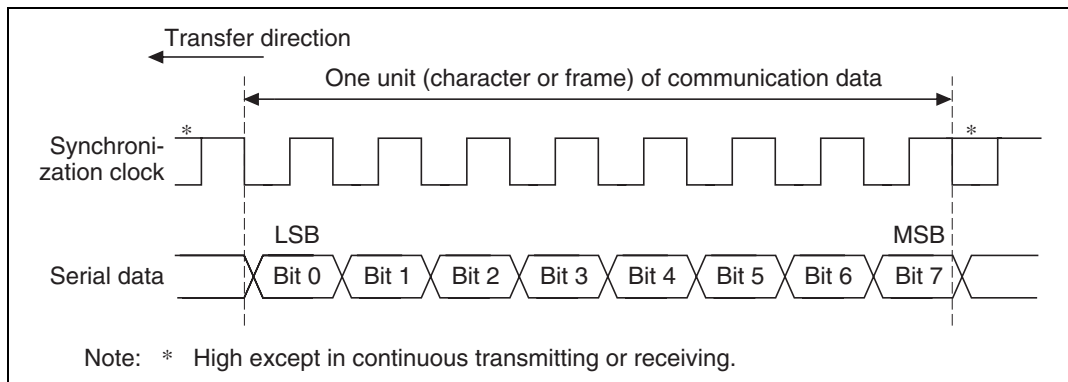 Transfer direction
One unit (character or frame) of communication data
* *
Synchroni-
zation clock
LSB MSB
Serial data Bit 0 Bit 1 Bit 2 Bit 3 Bit 4 Bit 5 Bit 6 Bit 7
Note: * High except in continuous transmitting or receiving.